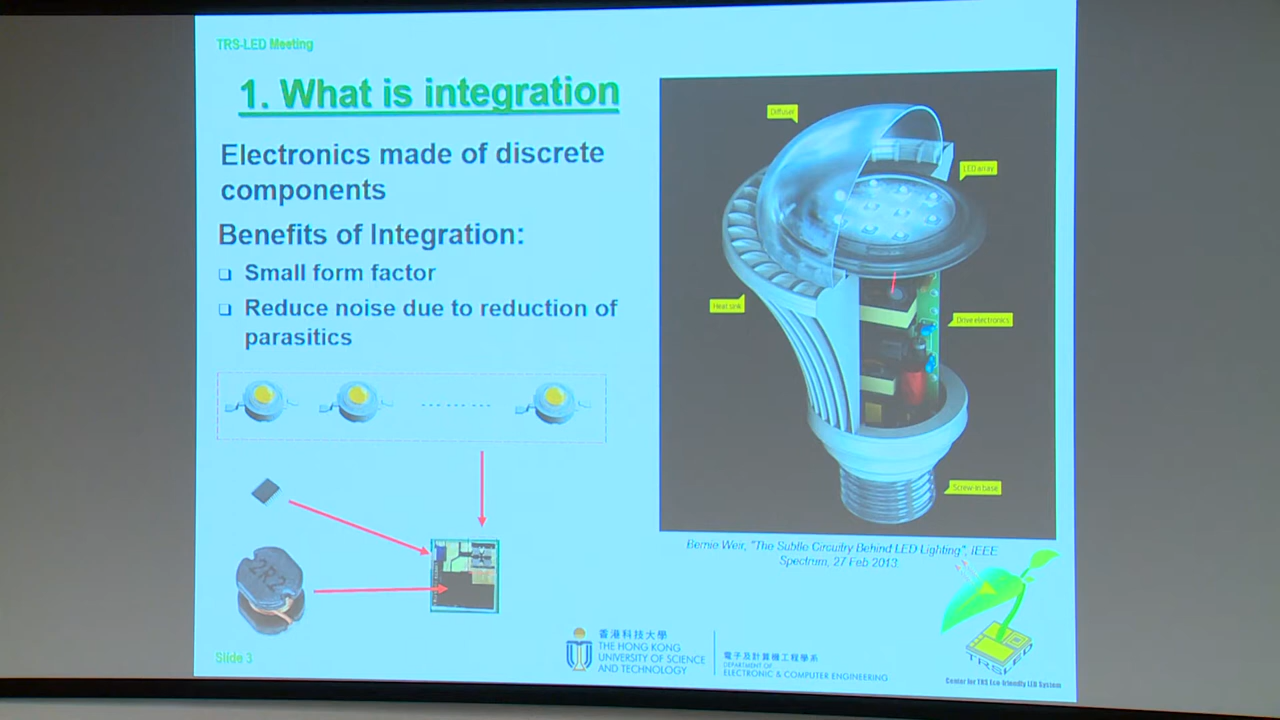 TRS-LED Meeting
1. What is integration
Electronics made of discrete
components
Benefits of Integration:
❑ Small form factor
❑ Reduce noise due to reduction of
parasitics
2R2
Diffuser
LED array
Heat sink
Drive electronics
Screw-in base
Bernie Weir, "The Subtle Circuitry Behind LED Lighting", IEEE
Spectrum, 27 Feb 2013.
Slide 3
香港科技大學
THE HONG KONG
UNIVERSITY OF SCIENCE
AND TECHNOLOGY
電子及計算機工程學系
DEPARTMENT OF
ELECTRONIC & COMPUTER ENGINEERING
TRSLED
Center for TRS Eco-friendly LED System